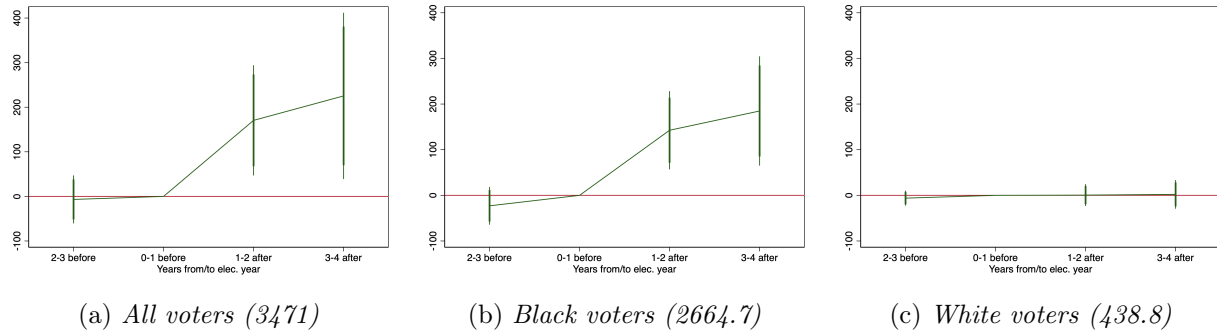 400
300
200
100
0
-100
2-3 before 0-1 before 1-2 after 3-4 after
Years from/to elec. year
(a) All voters (3471)
400
300
200
100
0
-100
2-3 before 0-1 before 1-2 after 3-4 after
Years from/to elec. year
(b) Black voters (2664.7)
400
300
200
100
0
-100
2-3 before 0-1 before 1-2 after 3-4 after
Years from/to elec. year
(c) White voters (438.8)